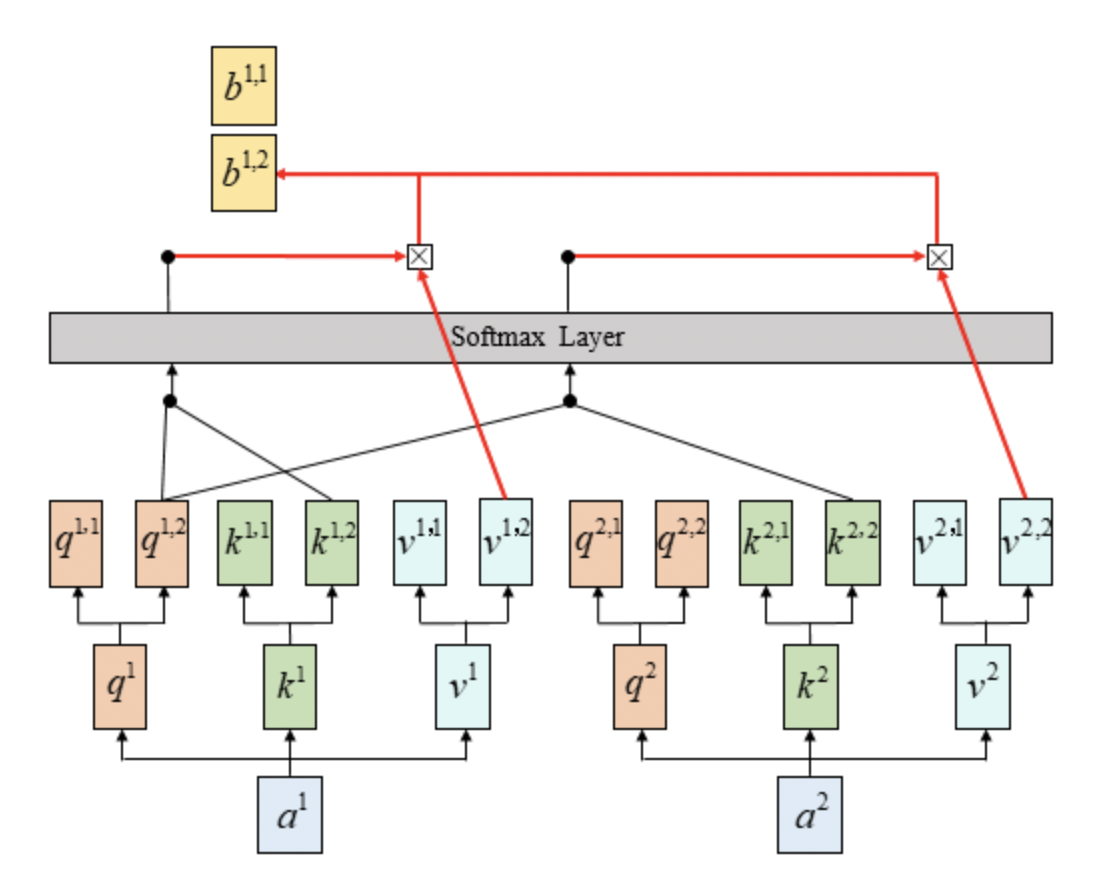 b^{1,1}
b^{1,2}
Softmax Layer
q^{1,1} q^{1,2} k^{1,1} k^{1,2} v^{1,1} v^{1,2} q^{2,1} q^{2,2} k^{2,1} k^{2,2} v^{2,1} v^{2,2}
q^1 k^1 v^1 q^2 k^2 v^2
a^1 a^2